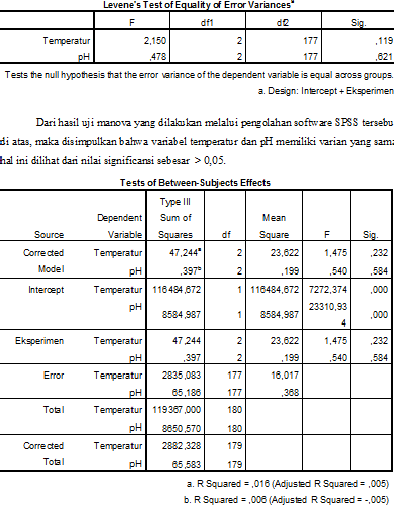 Levene's Test of Equality of Error Variancesª
F df1 df2 Sig.
Temperatur 2,150 2 177 ,119
pH ,478 2 177 ,621
Tests the null hypothesis that the error variance of the dependent variable is equal across groups.
a. Design: Intercept + Eksperimen
Dari hasil uji manova yang dilakukan melalui pengolahan software SPSS tersebu
di atas, maka disimpulkan bahwa variabel temperatur dan pH memiliki varian yang sama
hal ini dilihat dari nilai significansi sebesar > 0,05.
Tests of Between-Subjects Effects
Type III
Dependent Sum of Mean
Source Variable Squares df Square F Sig.
Corrected Temperatur 47,244ª 2 23,622 1,475 ,232
Model pH ,397ᵇ 2 ,199 ,540 ,584
Intercept Temperatur 116484,672 1 116484,672 7272,374 ,000
pH 8584,987 1 8584,987 23310,93 ,000
4
Eksperimen Temperatur 47,244 2 23,622 1,475 ,232
pH ,397 2 ,199 ,540 ,584
Error Temperatur 2835,083 177 16,017
pH 65,186 177 ,368
Total Temperatur 119367,000 180
pH 8650,570 180
Corrected Temperatur 2882,328 179
Total pH 65,583 179
a. R Squared = ,016 (Adjusted R Squared = ,005)
b. R Squared = ,006 (Adjusted R Squared = -,005)